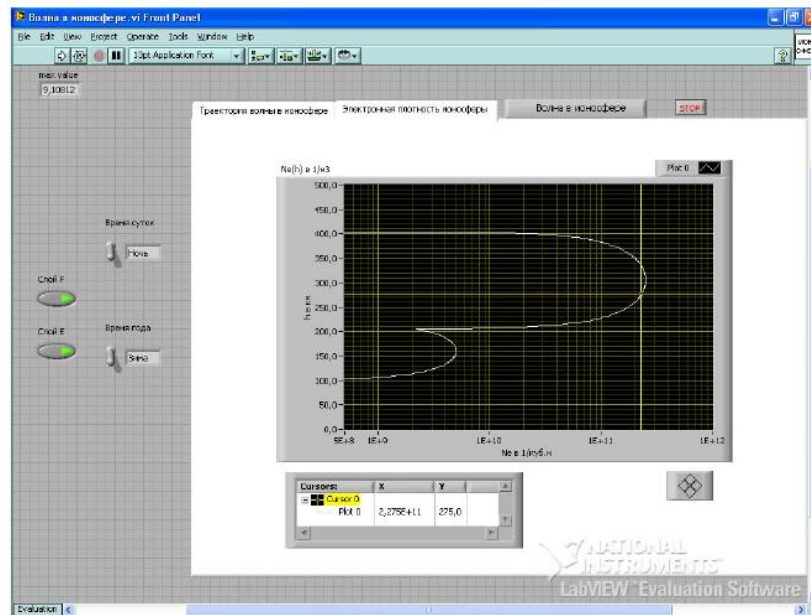 Волна в ионосфере.vi Front Panel
File Edit View Project Operate Tools Window Help
13pt Application Font
max value
9,10812
Траектория волны в ионосфере
Электронная плотность ионосферы
Волна в ионосфере
STOP
Ne(h) в 1/м3
Plot 0
500,0
450,0
400,0
350,0
300,0
250,0
200,0
150,0
100,0
50,0
0,0
h в км
5E+8 1E+9 1E+10 1E+11 1E+12
Ne в 1/куб.м
Время суток
Ночь
Слой F
Слой E
Время года
Зима
Cursors: X Y
Cursor 0
Plot 0 2,275E+11 275,0
NATIONAL INSTRUMENTS
LabVIEW Evaluation Software
Evaluation